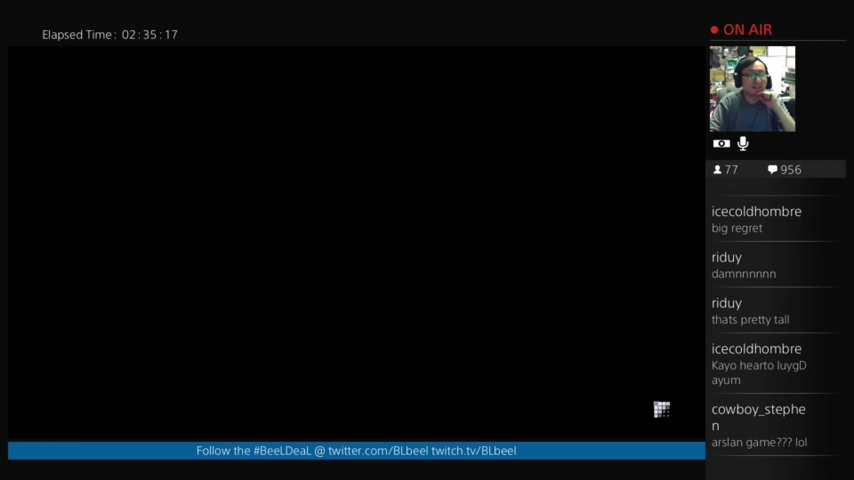 Elapsed Time: 02:35:17
ON AIR
77 956
icecoldhombre
big regret
riduy
damnnnnnn
riduy
thats pretty tall
icecoldhombre
Kayo hearto luygD
ayum
cowboy_stephe
n
arslan game??? lol
Follow the #BeeLDeaL @ twitter.com/BLbeel twitch.tv/BLbeel